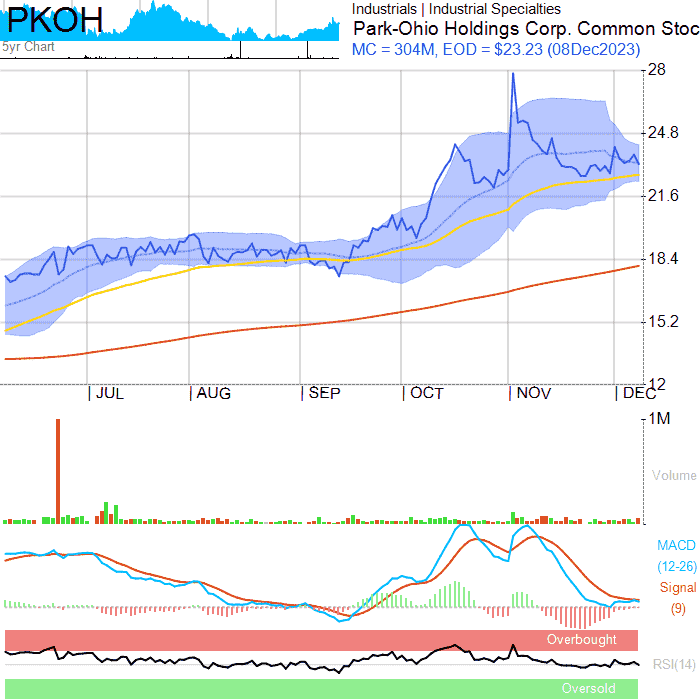 PKOH
5yr Chart
Industrials | Industrial Specialties
Park-Ohio Holdings Corp. Common Stoc
MC = 304M, EOD = $23.23 (08Dec2023)
28
24.8
21.6
18.4
15.2
12
JUL
AUG
SEP
OCT
NOV
DEC
1M
Volume
MACD
(12-26)
Signal
(9)
Overbought
RSI(14)
Oversold